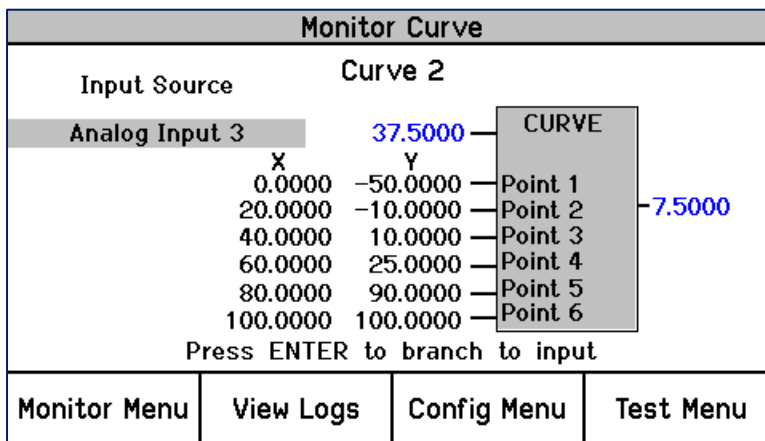 Monitor Curve
Curve 2
Input Source
Analog Input 3 37.5000 CURVE
X Y
0.0000 -50.0000 Point 1
20.0000 -10.0000 Point 2 7.5000
40.0000 10.0000 Point 3
60.0000 25.0000 Point 4
80.0000 90.0000 Point 5
100.0000 100.0000 Point 6
Press ENTER to branch to input
Monitor Menu View Logs Config Menu Test Menu